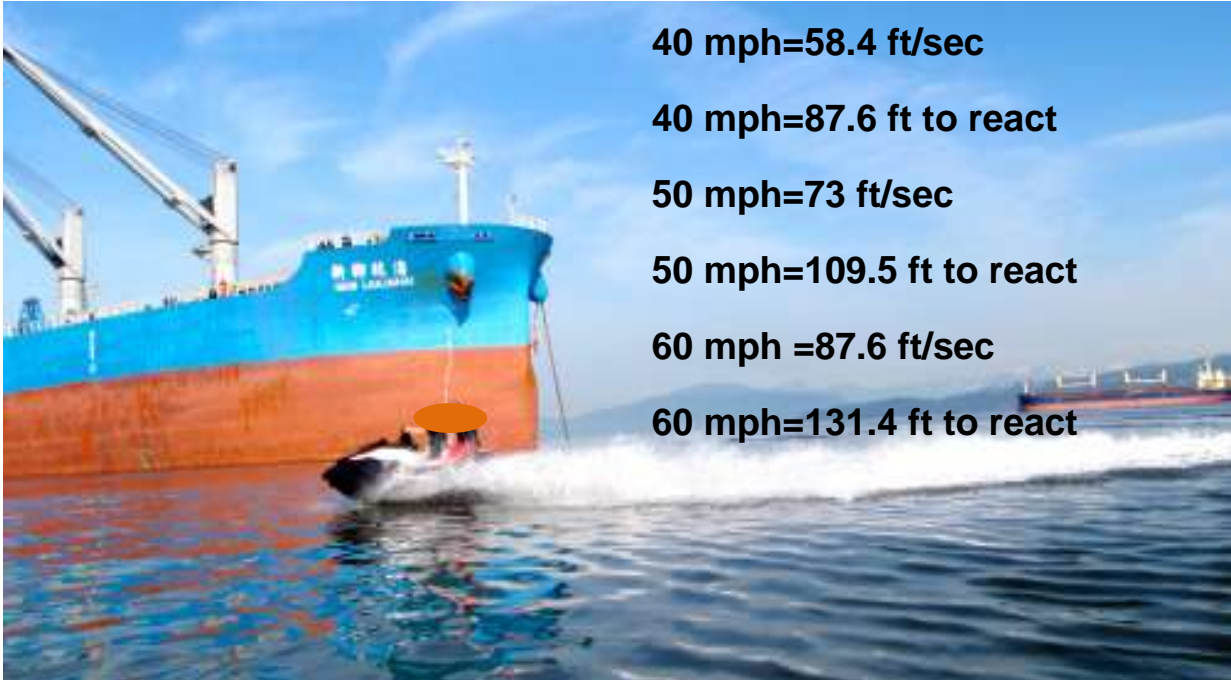 40 mph=58.4 ft/sec
40 mph=87.6 ft to react
50 mph=73 ft/sec
50 mph=109.5 ft to react
60 mph =87.6 ft/sec
60 mph=131.4 ft to react